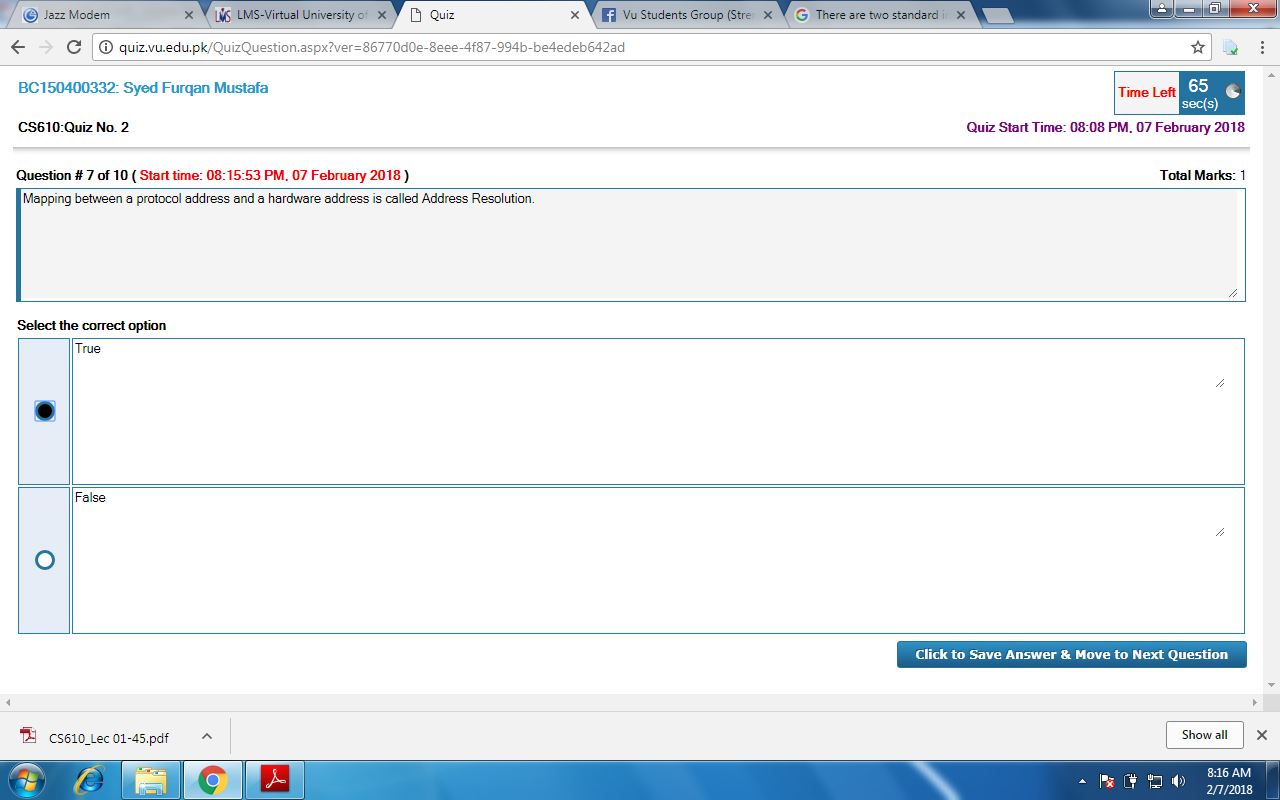 Jazz Modem
LMS-Virtual University of
Quiz
Vu Students Group (Stre
There are two standard i
quiz.vu.edu.pk/QuizQuestion.aspx?ver=86770d0e-8eee-4f87-994b-be4edeb642ad
BC150400332: Syed Furqan Mustafa
Time Left 65 sec(s)
CS610:Quiz No. 2
Quiz Start Time: 08:08 PM, 07 February 2018
Question # 7 of 10 ( Start time: 08:15:53 PM, 07 February 2018 )
Total Marks: 1
Mapping between a protocol address and a hardware address is called Address Resolution.
Select the correct option
True
False
Click to Save Answer & Move to Next Question
CS610_Lec 01-45.pdf
Show all
8:16 AM
2/7/2018